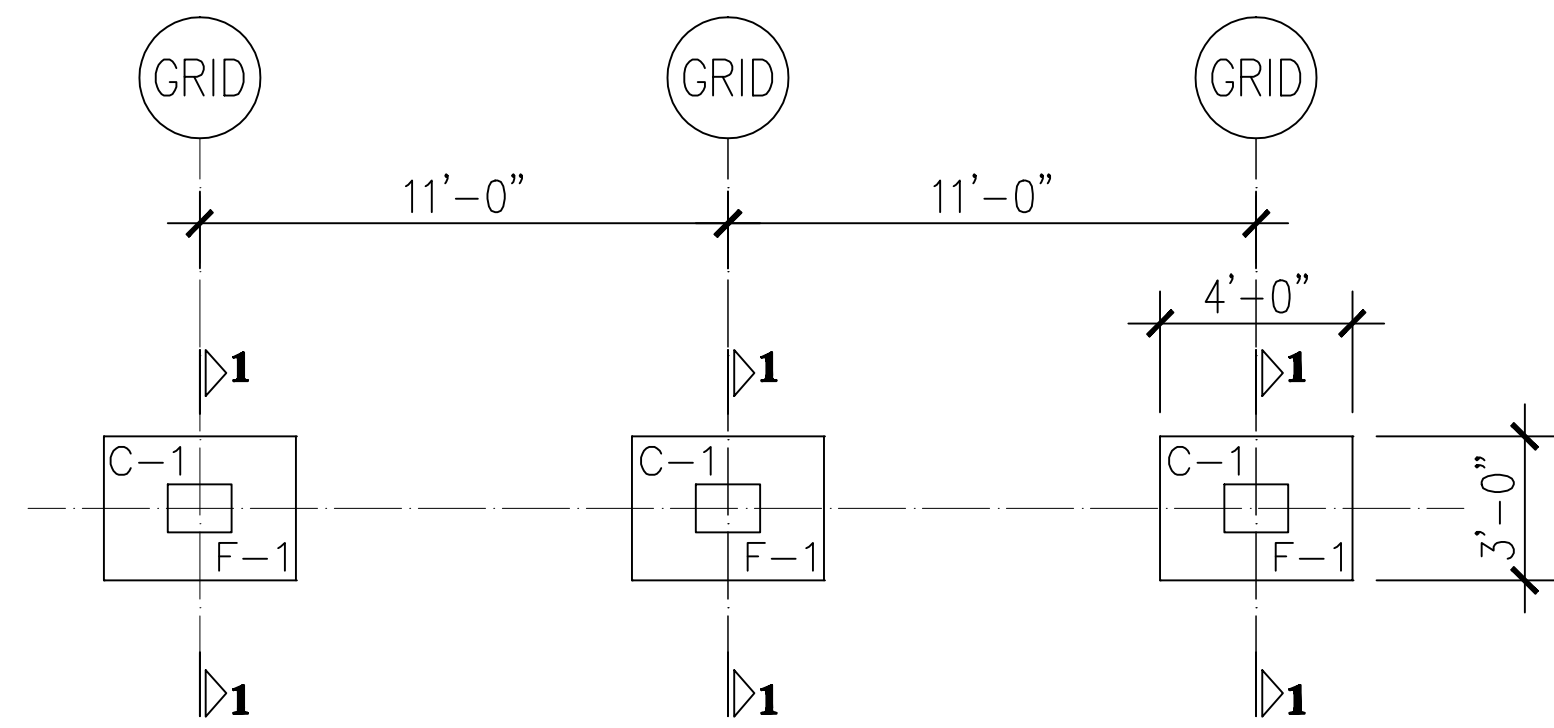 GRID GRID GRID
11'-0" 11'-0"
4'-0"
1 1 1
C-1 C-1 C-1
3'-0"
F-1 F-1 F-1
1 1 1